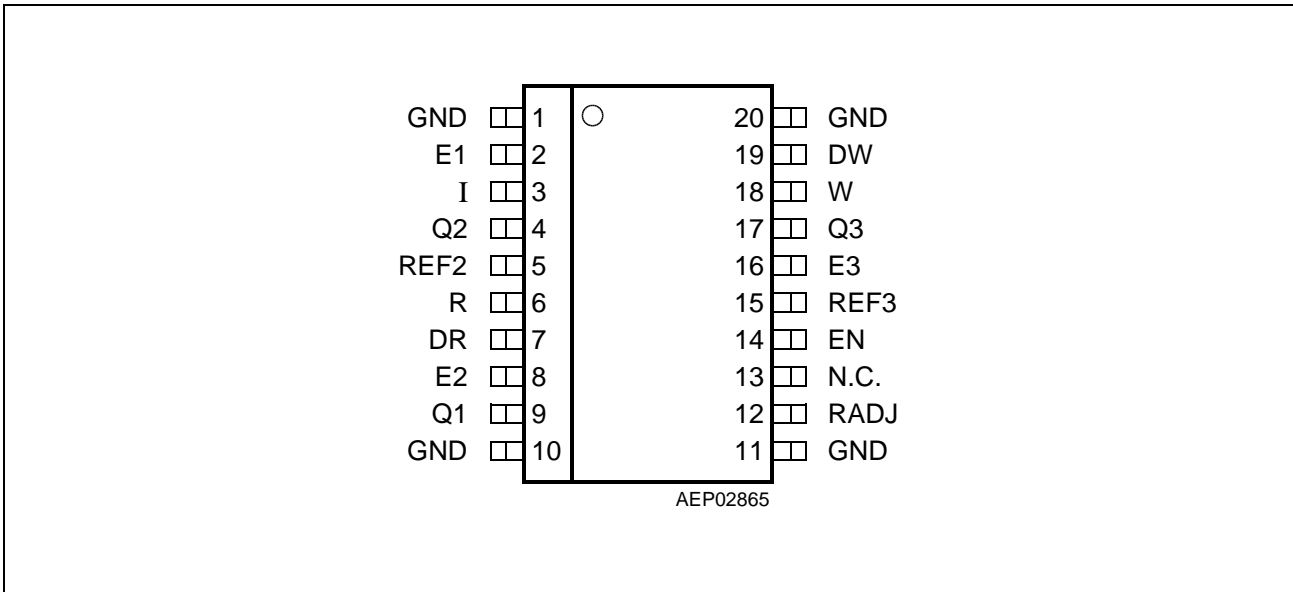 GND 1 20 GND
E1 2 19 DW
I 3 18 W
Q2 4 17 Q3
REF2 5 16 E3
R 6 15 REF3
DR 7 14 EN
E2 8 13 N.C.
Q1 9 12 RADJ
GND 10 11 GND
AEP02865